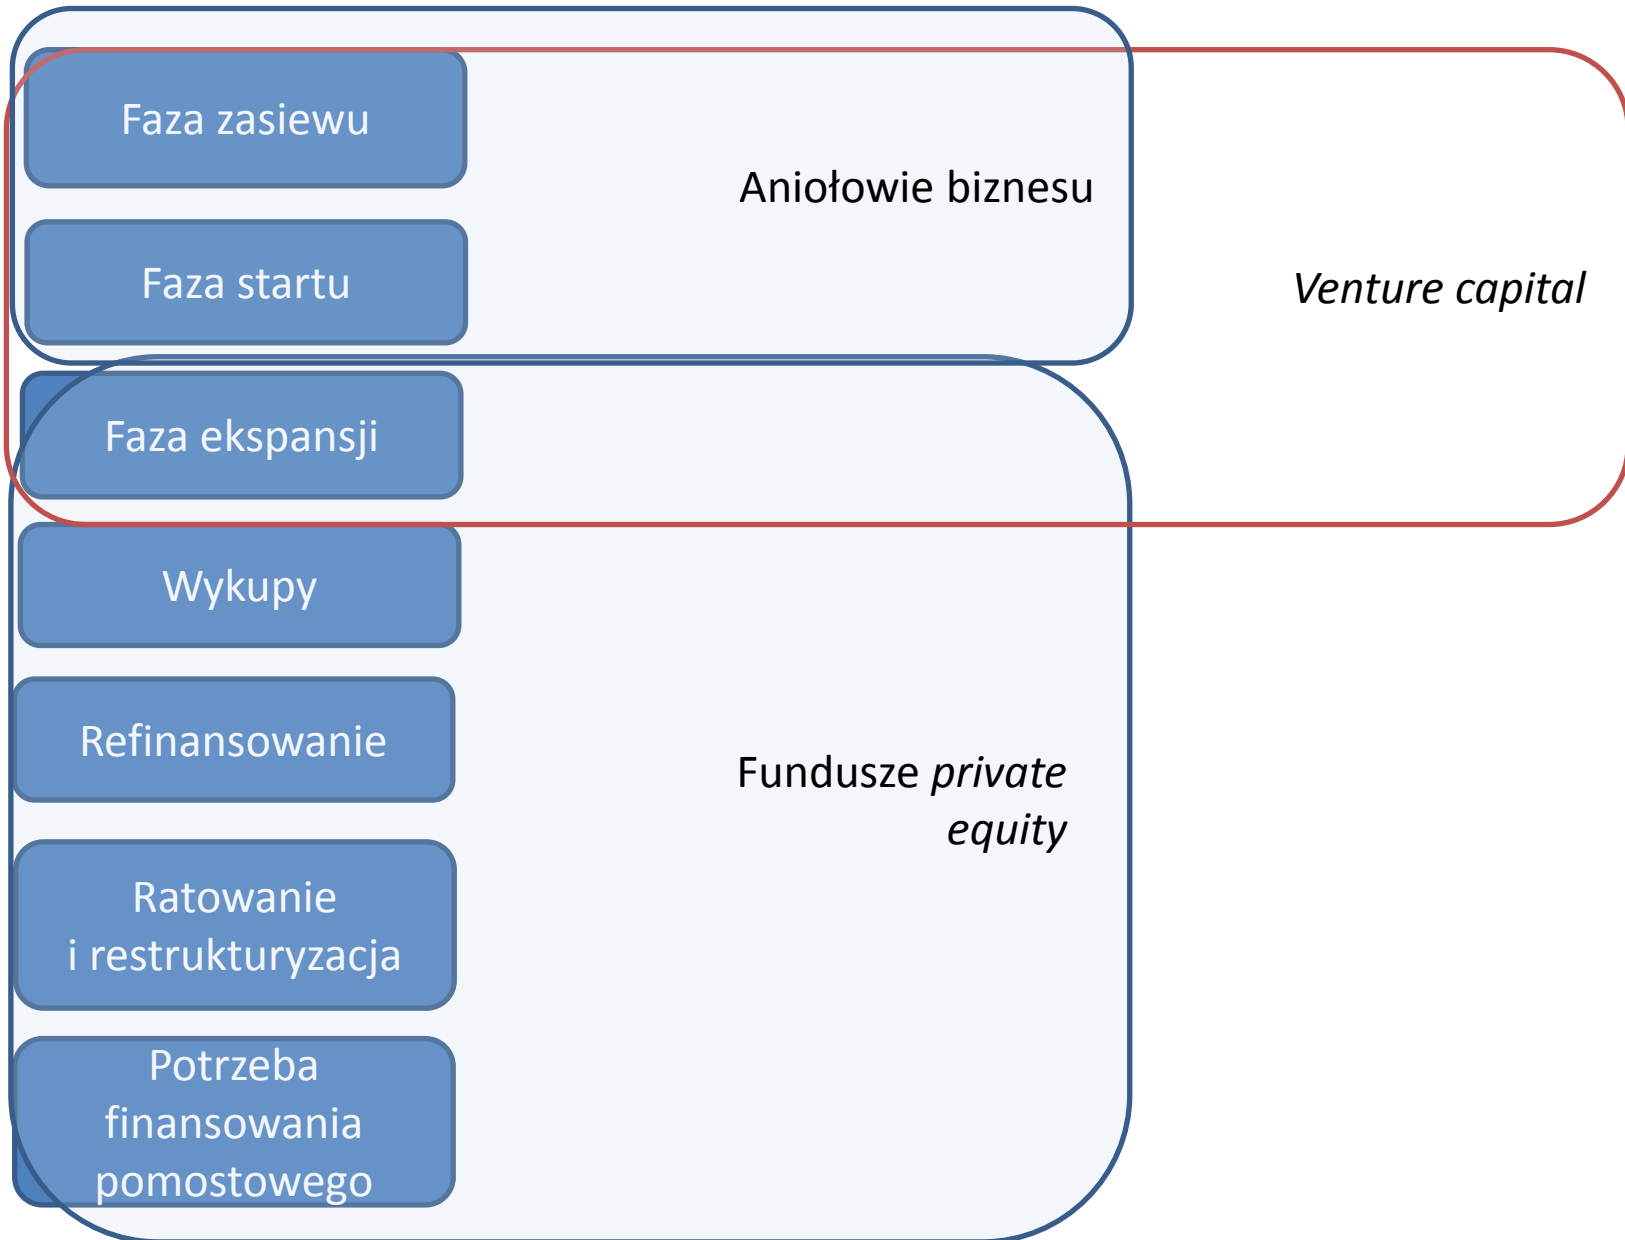 Faza zasiewu
Aniołowie biznesu
Faza startu
Venture capital
Faza ekspansji
Wykupy
Refinansowanie
Fundusze private
equity
Ratowanie
i restrukturyzacja
Potrzeba
finansowania
pomostowego